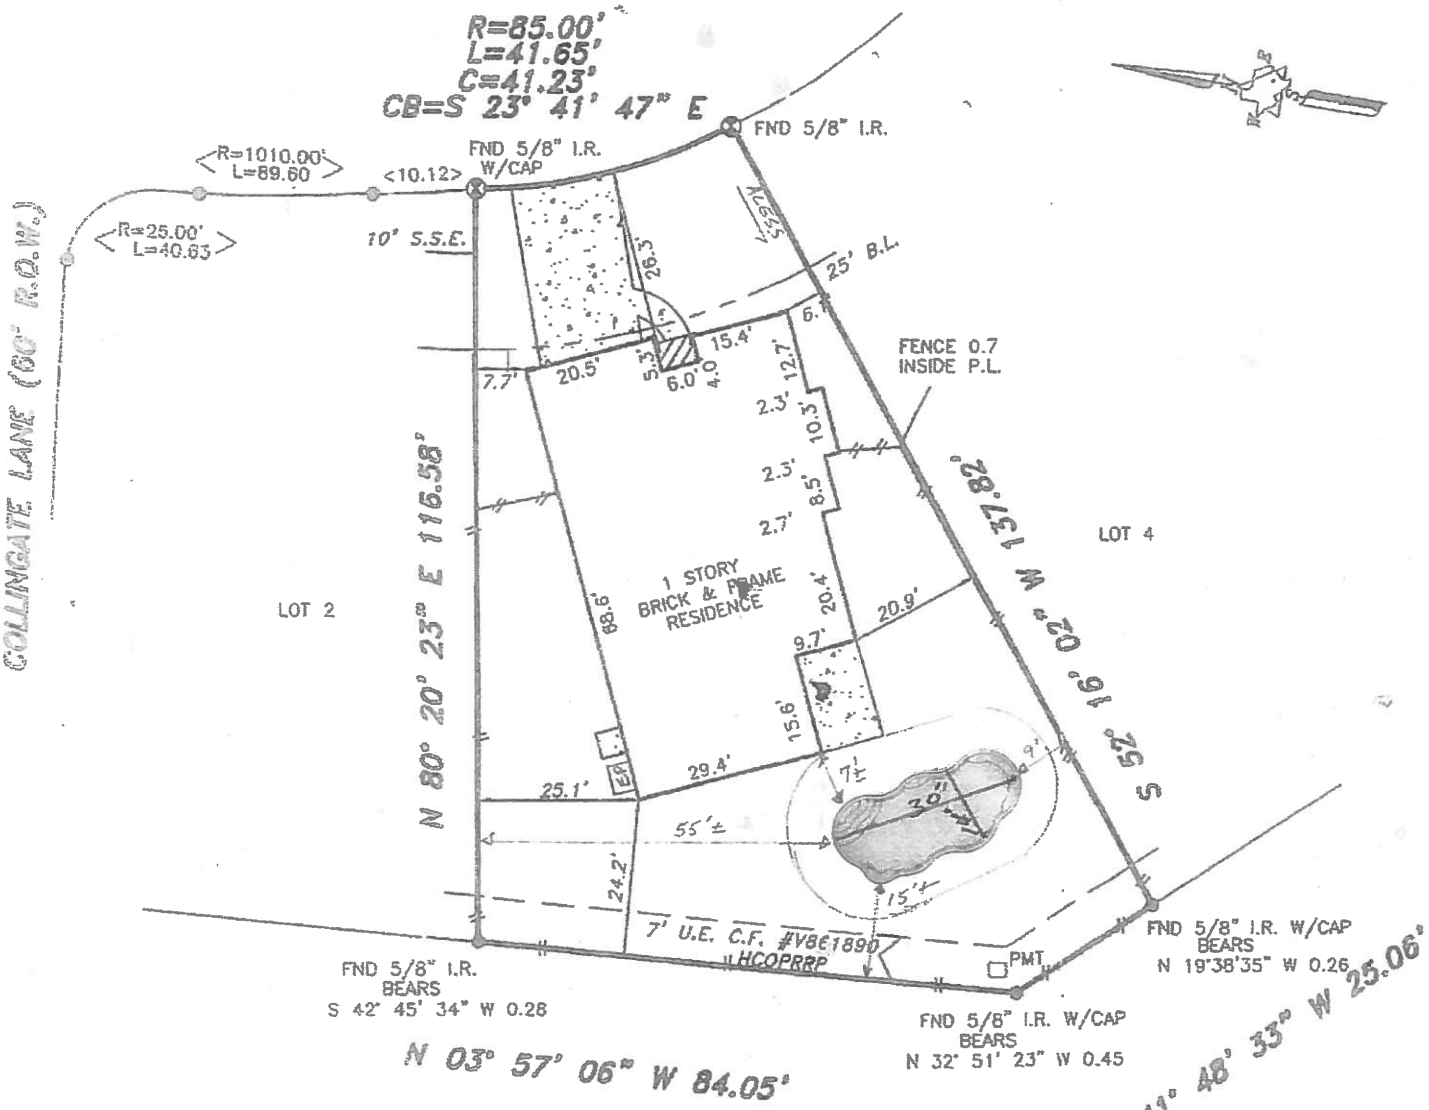 R=85.00'
L=41.65'
C=41.23'
CB=S 23° 41' 47" E
FND 5/8" I.R.
FND 5/8" I.R.
W/CAP
<R=1010.00'>
L=89.60
<10.12>
<R=25.00'>
L=40.63
10' S.S.E.
COLLINGATE LANE (60' R.O.W.)
26.3'
25' B.L.
6.
15.4'
20.5'
7.7'
5.3'
6.0'
4.0
12.7'
2.3'
10.3'
2.3'
8.5'
2.7'
20.4'
FENCE 0.7
INSIDE P.L.
N 80° 20' 23" E 116.58'
S 52° 16' 02" W 137.82'
LOT 4
LOT 2
1 STORY
BRICK & FRAME
RESIDENCE
68.6'
20.9'
9.7'
15.6'
EP
29.4'
25.1'
7'±
9'
30'
55'±
24.2'
15'±
7' U.E. C.F. #V861890
HCOPRRP
PMT
FND 5/8" I.R.
BEARS
S 42° 45' 34" W 0.28
FND 5/8" I.R. W/CAP
BEARS
N 19°38'35" W 0.26
FND 5/8" I.R. W/CAP
BEARS
N 32° 51' 23" W 0.45
N 03° 57' 06" W 84.05'
48' 33" W 25.06'